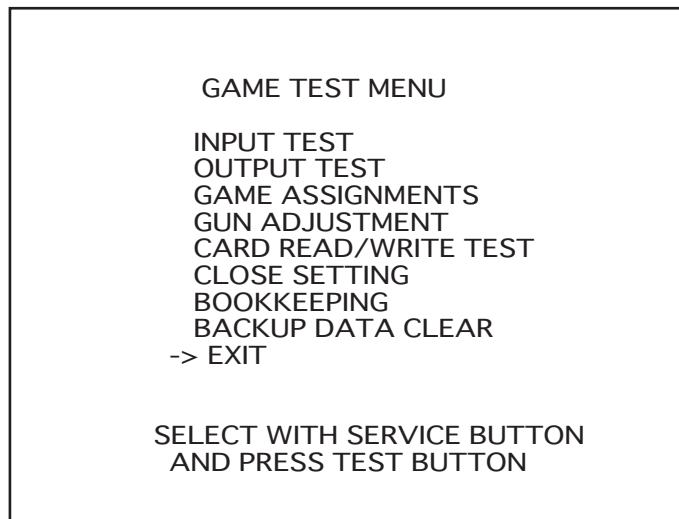 GAME TEST MENU
INPUT TEST
OUTPUT TEST
GAME ASSIGNMENTS
GUN ADJUSTMENT
CARD READ/WRITE TEST
CLOSE SETTING
BOOKKEEPING
BACKUP DATA CLEAR
-> EXIT
SELECT WITH SERVICE BUTTON
AND PRESS TEST BUTTON